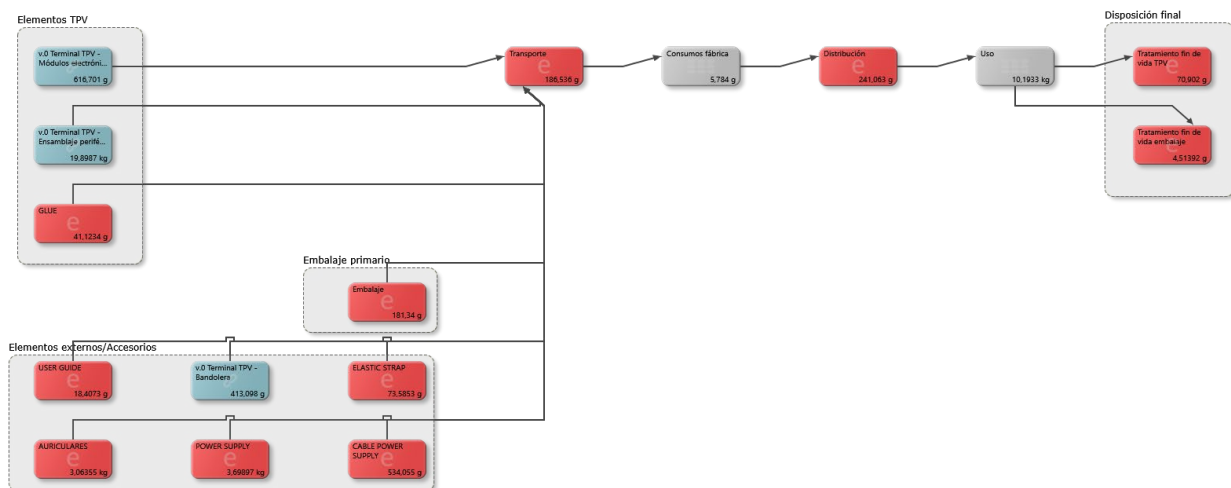 Elementos TPV
Disposición final
v.0 Terminal TPV -
Módulos electróni...
616,701 g
Transporte
186,536 g
Consumos fábrica
5,784 g
Distribución
241,063 g
Uso
10,1933 kg
Tratamiento fin de
vida TPV
70,902 g
v.0 Terminal TPV -
Ensamblaje perifé...
19,8987 kg
Tratamiento fin de
vida embalaje
4,51392 g
GLUE
41,1234 g
Embalaje primario
Embalaje
181,34 g
Elementos externos/Accesorios
USER GUIDE
18,4073 g
v.0 Terminal TPV -
Bandolera
413,098 g
ELASTIC STRAP
73,5853 g
AURICULARES
3,06355 kg
POWER SUPPLY
3,69897 kg
CABLE POWER
SUPPLY
534,055 g